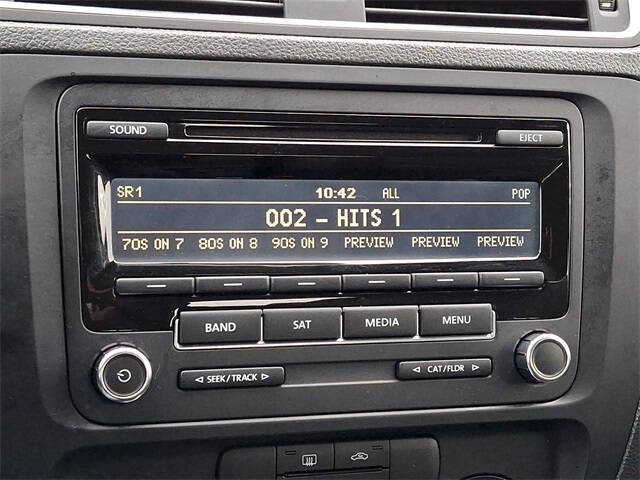 SOUND
EJECT
SR1 10:42 ALL POP
002 - HITS 1
70S ON 7 80S ON 8 90S ON 9 PREVIEW PREVIEW PREVIEW
BAND SAT MEDIA MENU
SEEK/TRACK CAT/FLDR